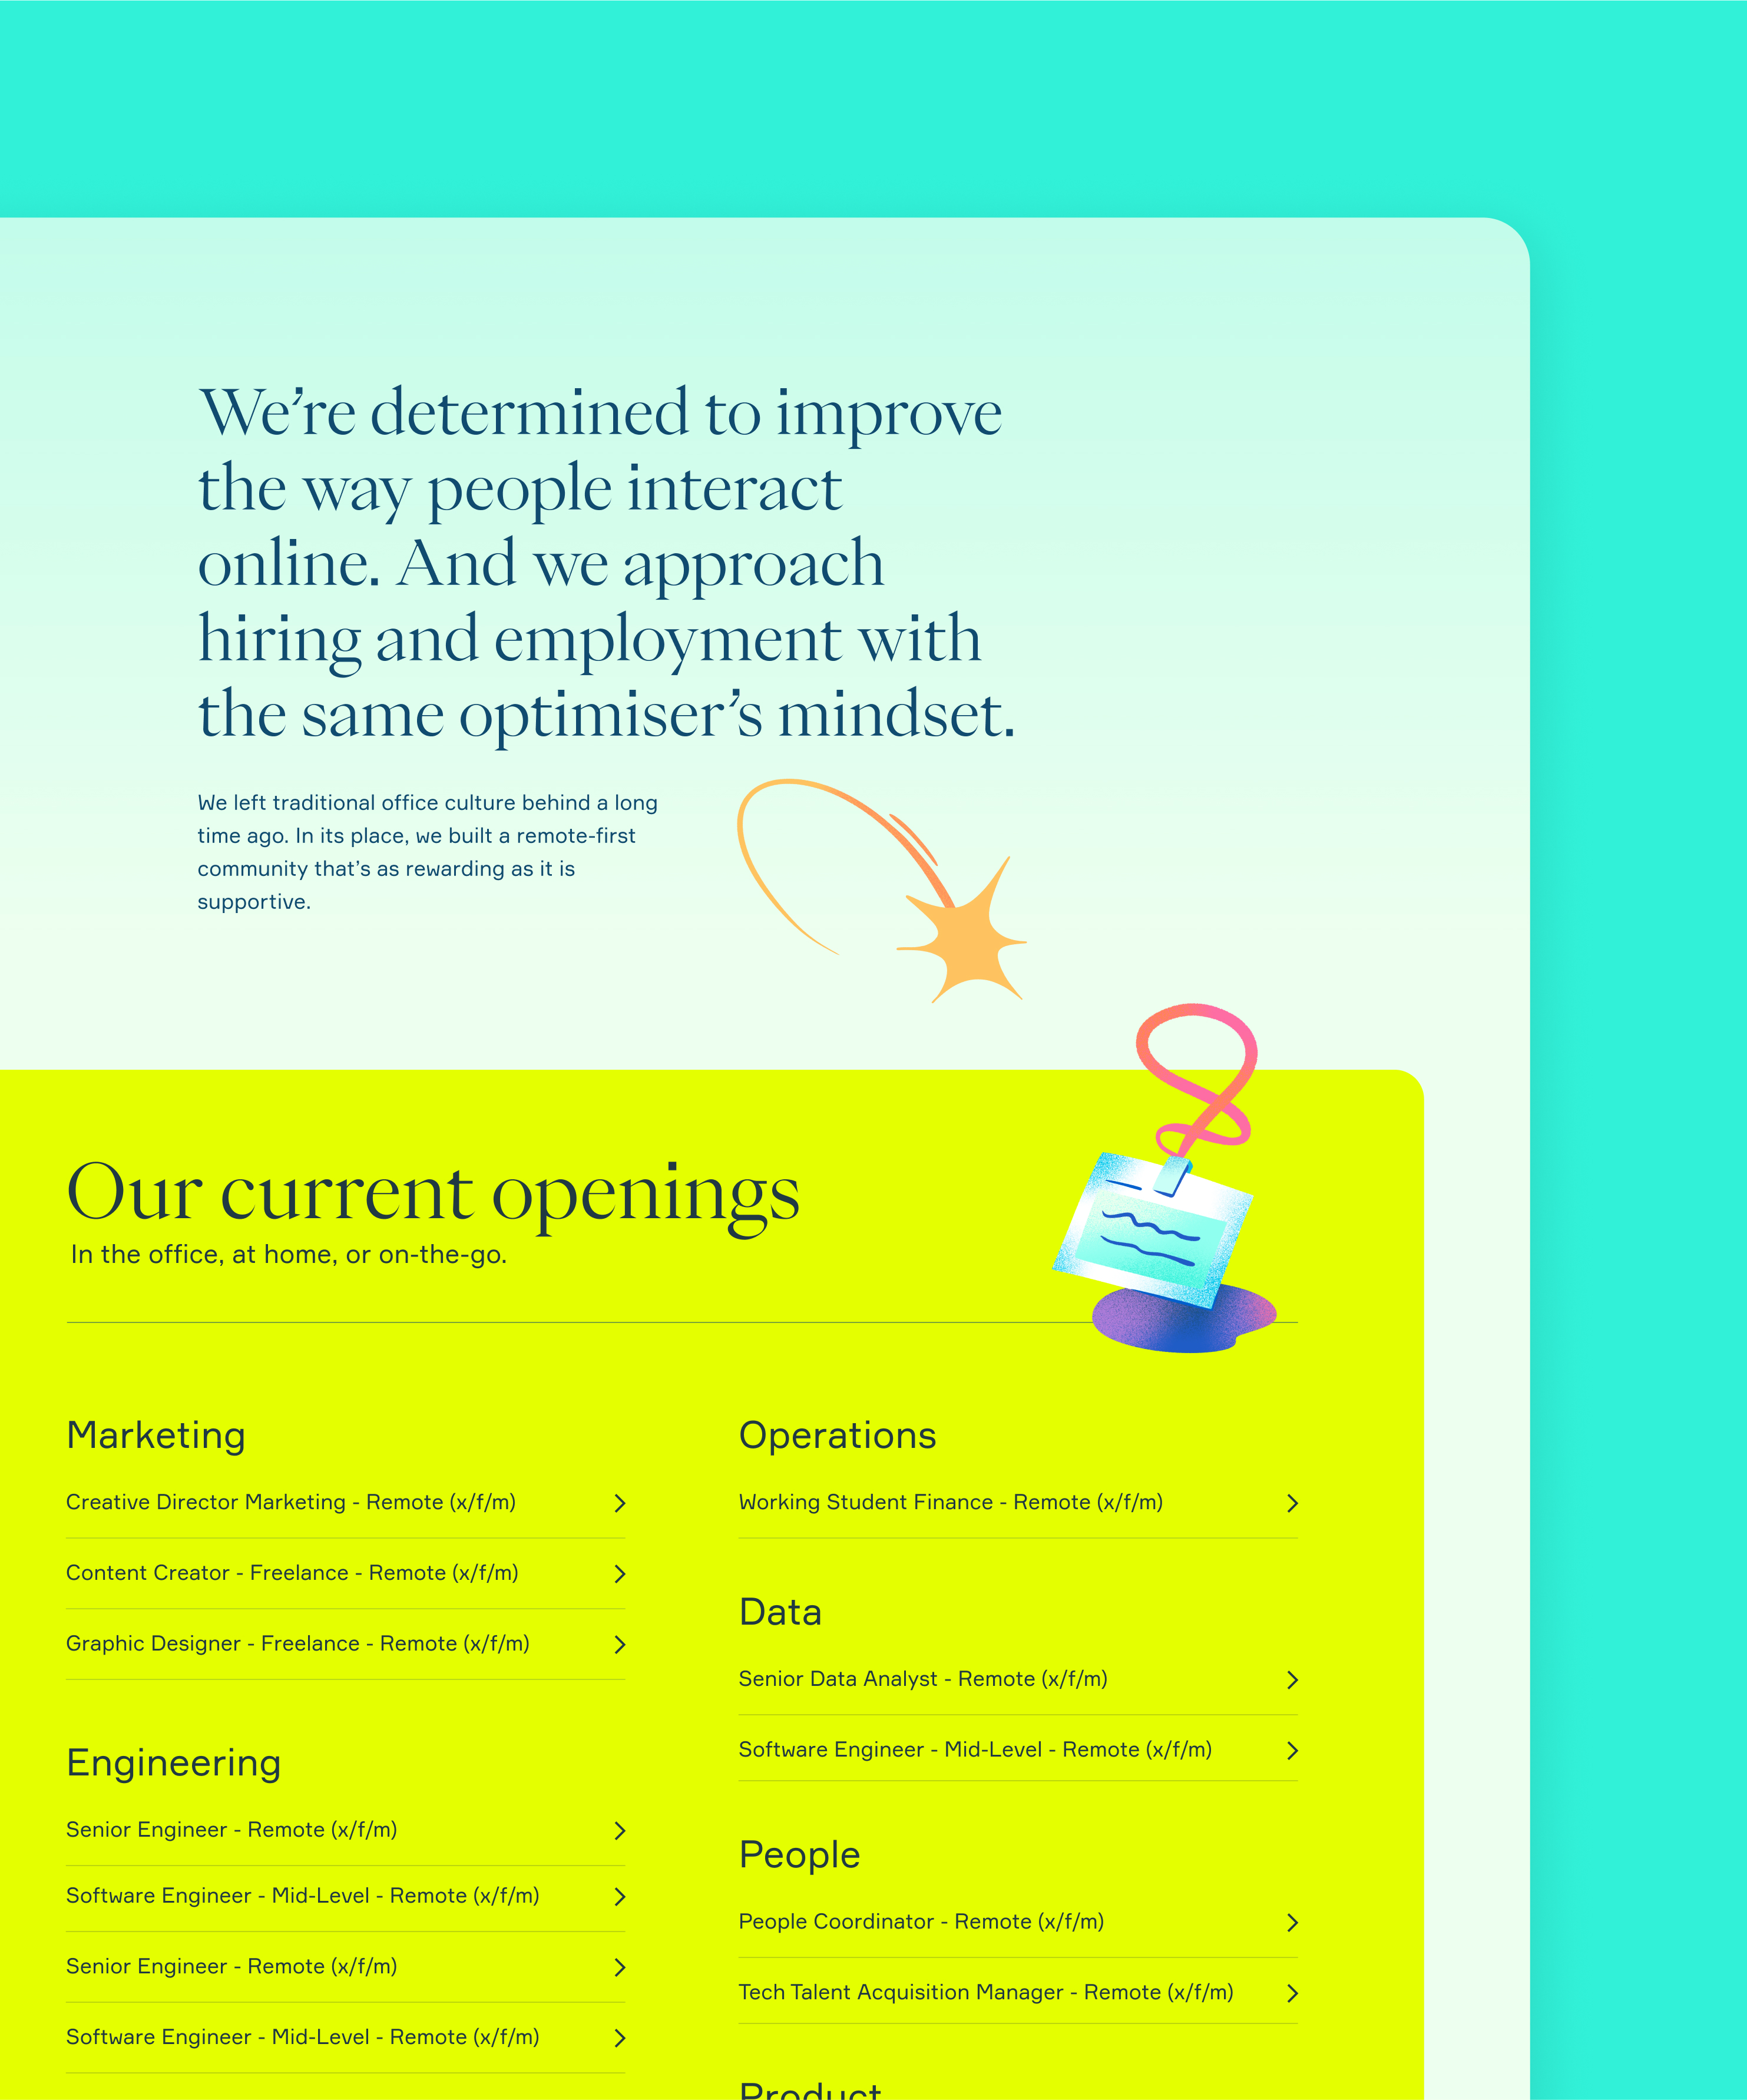 We’re determined to improve
the way people interact
online. And we approach
hiring and employment with
the same optimiser’s mindset.
We left traditional office culture behind a long
time ago. In its place, we built a remote-first
community that’s as rewarding as it is
supportive.
Our current openings
In the office, at home, or on-the-go.
Marketing
Creative Director Marketing - Remote (x/f/m)
Content Creator - Freelance - Remote (x/f/m)
Graphic Designer - Freelance - Remote (x/f/m)
Engineering
Senior Engineer - Remote (x/f/m)
Software Engineer - Mid-Level - Remote (x/f/m)
Senior Engineer - Remote (x/f/m)
Software Engineer - Mid-Level - Remote (x/f/m)
Operations
Working Student Finance - Remote (x/f/m)
Data
Senior Data Analyst - Remote (x/f/m)
Software Engineer - Mid-Level - Remote (x/f/m)
People
People Coordinator - Remote (x/f/m)
Tech Talent Acquisition Manager - Remote (x/f/m)
Product